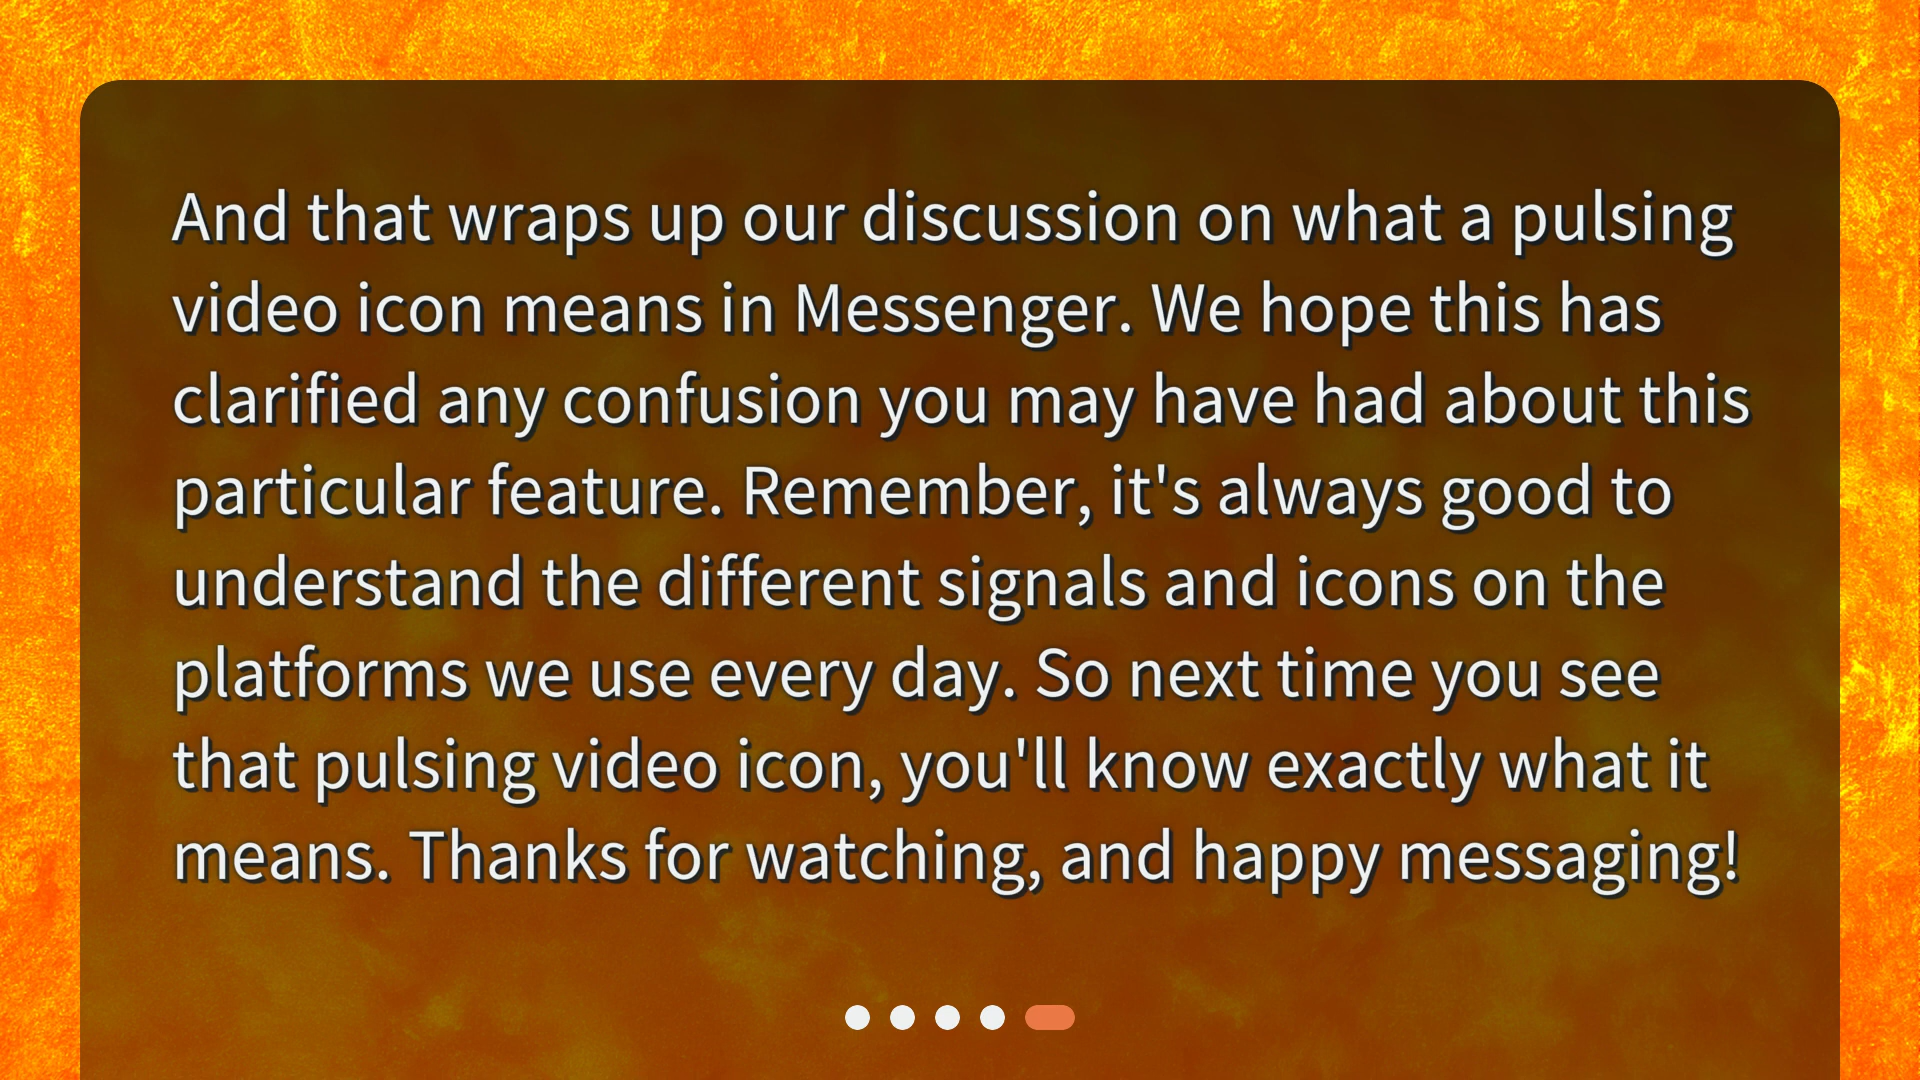 And that wraps up our discussion on what a pulsing
video icon means in Messenger. We hope this has
clarified any confusion you may have had about this
particular feature. Remember, it's always good to
understand the different signals and icons on the
platforms we use every day. So next time you see
that pulsing video icon, you'll know exactly what it
means. Thanks for watching, and happy messaging!